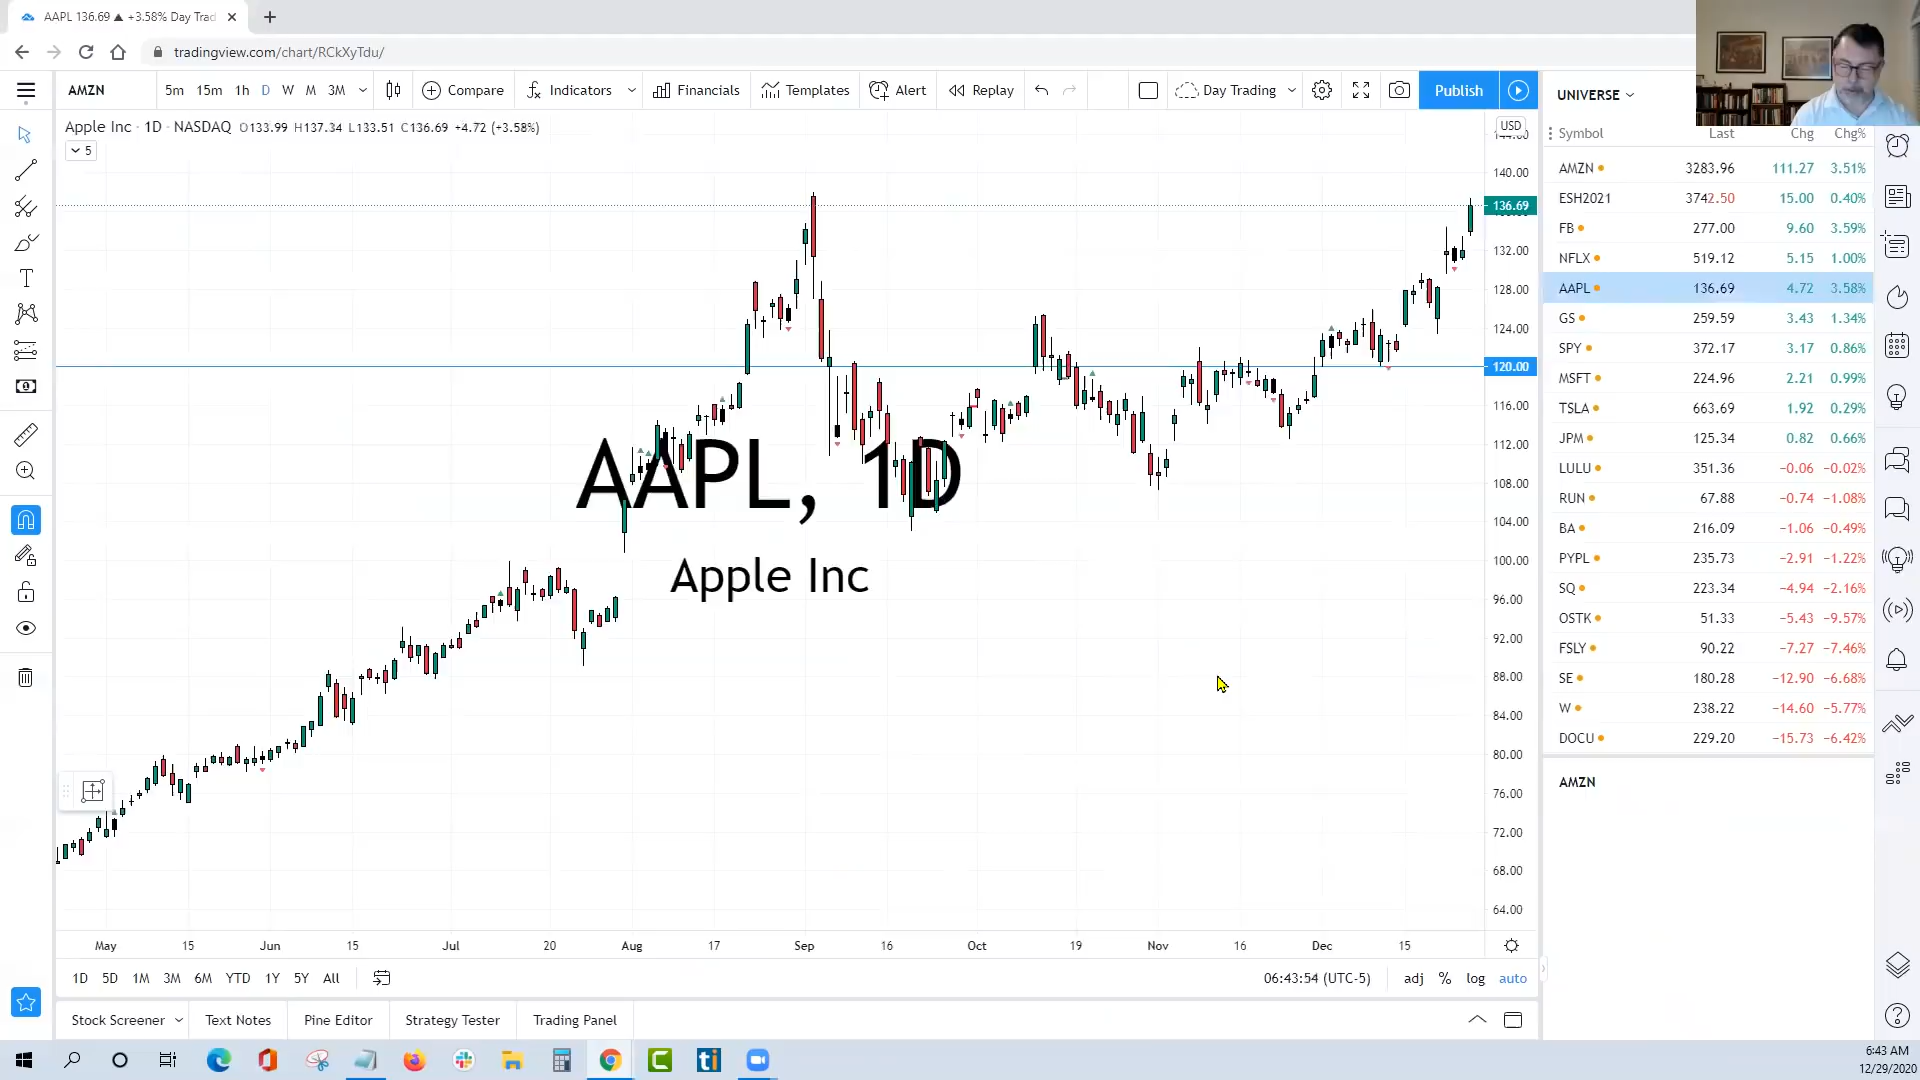 AAPL 136.69 ▲ +3.58% Day Trad
tradingview.com/chart/RCkXyTdu/
AMZN 5m 15m 1h D W M 3M Compare Indicators Financials Templates Alert Replay Day Trading Publish
Apple Inc · 1D · NASDAQ O133.99 H137.34 L133.51 C136.69 +4.72 (+3.58%)
5
USD
144.00
140.00
136.69
132.00
128.00
124.00
120.00
116.00
112.00
108.00
104.00
100.00
96.00
92.00
88.00
84.00
80.00
76.00
72.00
68.00
64.00
AAPL, 1D
Apple Inc
May 15 Jun 15 Jul 20 Aug 17 Sep 16 Oct 19 Nov 16 Dec 15
1D 5D 1M 3M 6M YTD 1Y 5Y All 06:43:54 (UTC-5) adj % log auto
Stock Screener Text Notes Pine Editor Strategy Tester Trading Panel
UNIVERSE
Symbol Last Chg Chg%
AMZN 3283.96 111.27 3.51%
ESH2021 3742.50 15.00 0.40%
FB 277.00 9.60 3.59%
NFLX 519.12 5.15 1.00%
AAPL 136.69 4.72 3.58%
GS 259.59 3.43 1.34%
SPY 372.17 3.17 0.86%
MSFT 224.96 2.21 0.99%
TSLA 663.69 1.92 0.29%
JPM 125.34 0.82 0.66%
LULU 351.36 −0.06 −0.02%
RUN 67.88 −0.74 −1.08%
BA 216.09 −1.06 −0.49%
PYPL 235.73 −2.91 −1.22%
SQ 223.34 −4.94 −2.16%
OSTK 51.33 −5.43 −9.57%
FSLY 90.22 −7.27 −7.46%
SE 180.28 −12.90 −6.68%
W 238.22 −14.60 −5.77%
DOCU 229.20 −15.73 −6.42%
AMZN
6:43 AM
12/29/2020